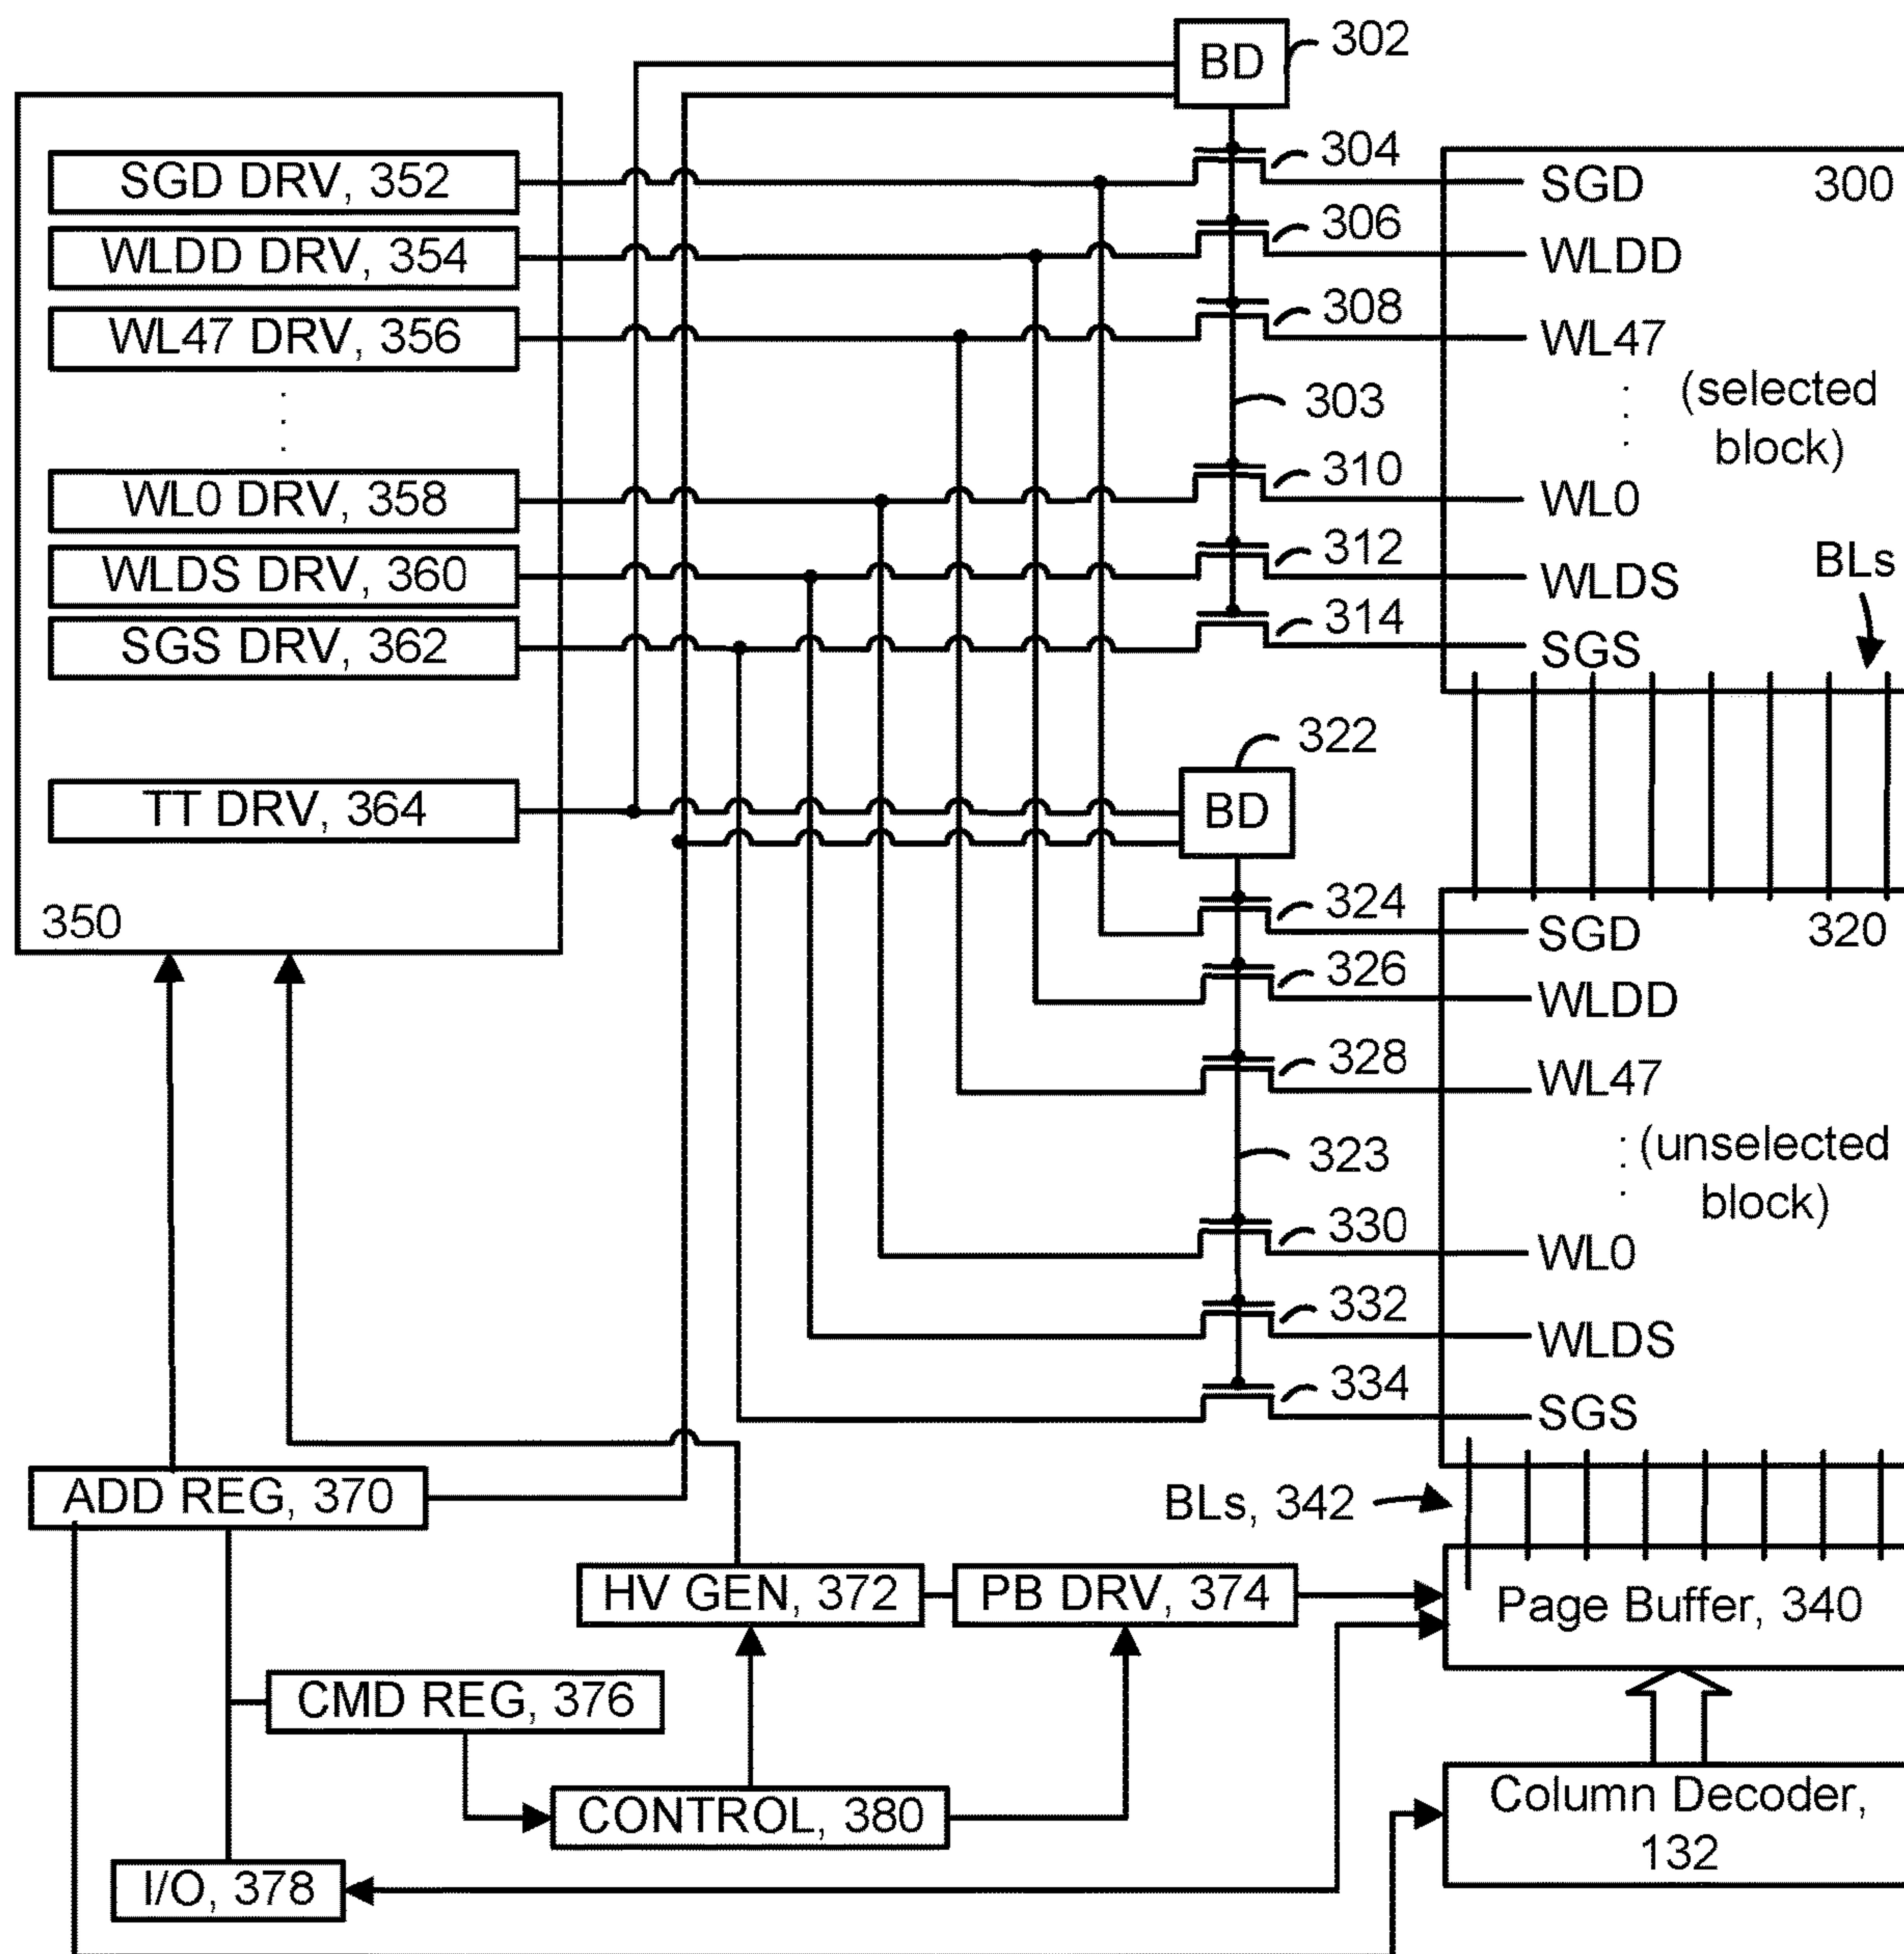 BD
302
SGD DRV, 352
304
SGD
300
WLDD DRV, 354
306
WLDD
WL47 DRV, 356
308
WL47
303
(selected
block)
WL0 DRV, 358
310
WL0
WLDS DRV, 360
312
WLDS
BLs
SGS DRV, 362
314
SGS
322
TT DRV, 364
BD
350
324
SGD
320
326
WLDD
328
WL47
323
(unselected
block)
330
WL0
332
WLDS
334
SGS
ADD REG, 370
BLs, 342
HV GEN, 372
PB DRV, 374
Page Buffer, 340
CMD REG, 376
CONTROL, 380
Column Decoder,
132
I/O, 378